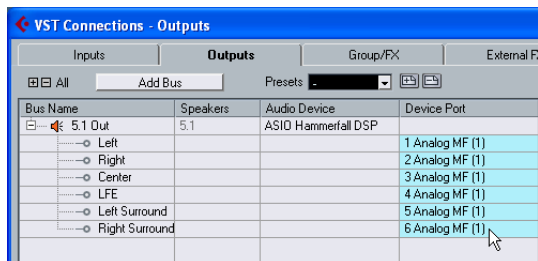 VST Connections - Outputs
Inputs Outputs Group/FX External F
All Add Bus Presets -
Bus Name Speakers Audio Device Device Port
5.1 Out 5.1 ASIO Hammerfall DSP
Left 1 Analog MF (1)
Right 2 Analog MF (1)
Center 3 Analog MF (1)
LFE 4 Analog MF (1)
Left Surround 5 Analog MF (1)
Right Surround 6 Analog MF (1)